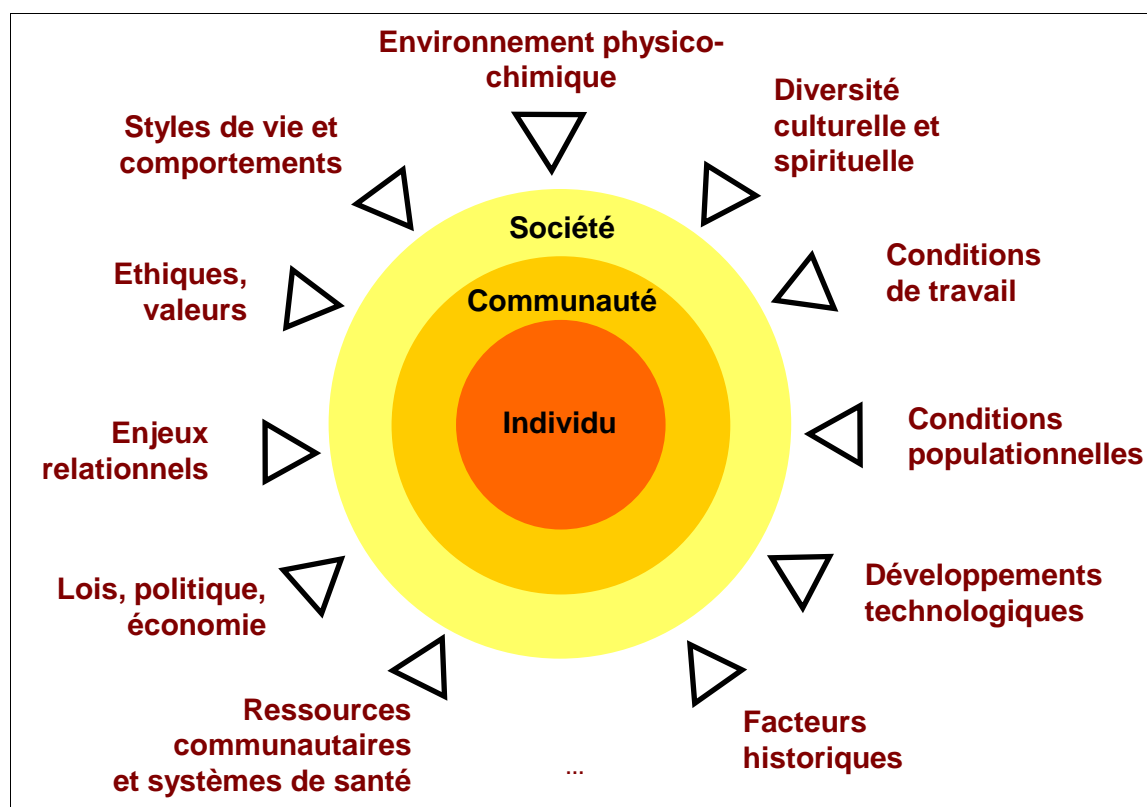 Environnement physico-
chimique
Diversité
culturelle et
spirituelle
Styles de vie et
comportements
Société
Conditions
de travail
Ethiques,
valeurs
Communauté
Individu
Conditions
populationnelles
Enjeux
relationnels
Développements
technologiques
Lois, politique,
économie
Ressources
communautaires
et systèmes de santé
Facteurs
historiques
...